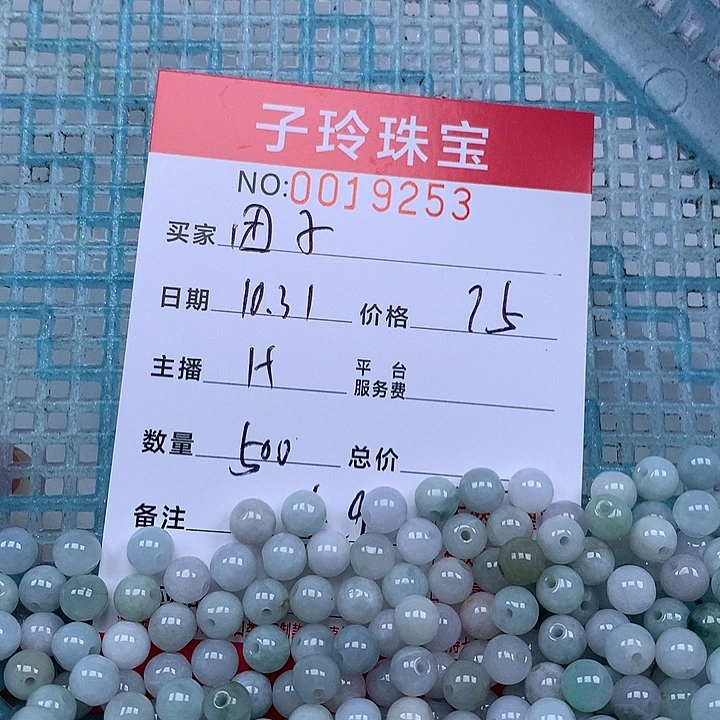 子玲珠宝
NO:0019253
买家 团子
日期 10.31 价格 75
主播 H 平台服务费
数量 500 总价
备注